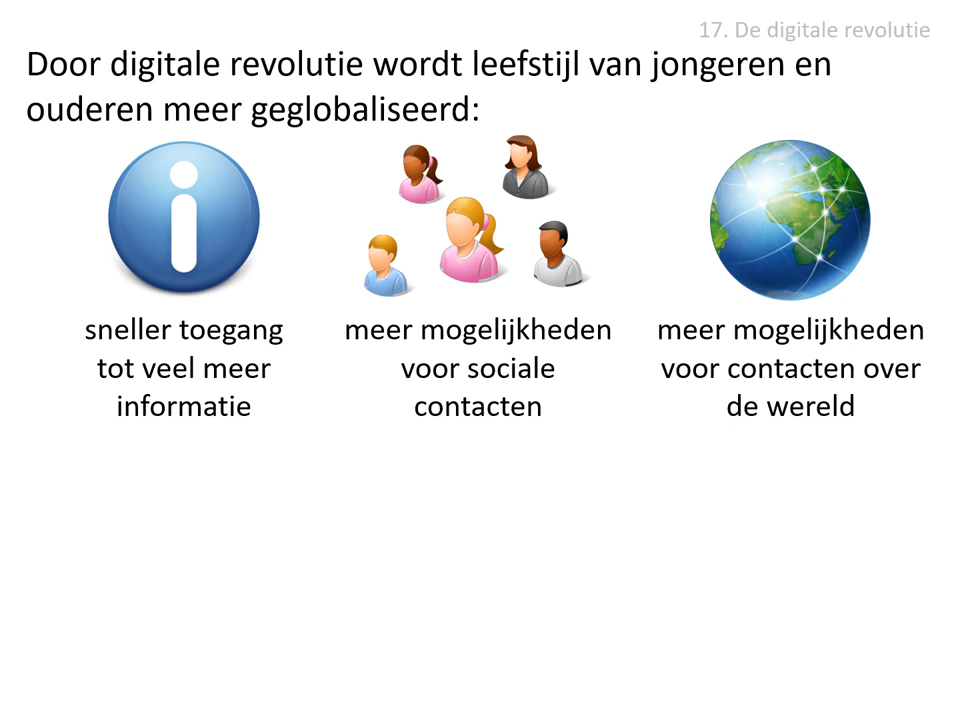 17. De digitale revolutie
Door digitale revolutie wordt leefstijl van jongeren en
ouderen meer geglobaliseerd:
sneller toegang
tot veel meer
informatie
meer mogelijkheden
voor sociale
contacten
meer mogelijkheden
voor contacten over
de wereld